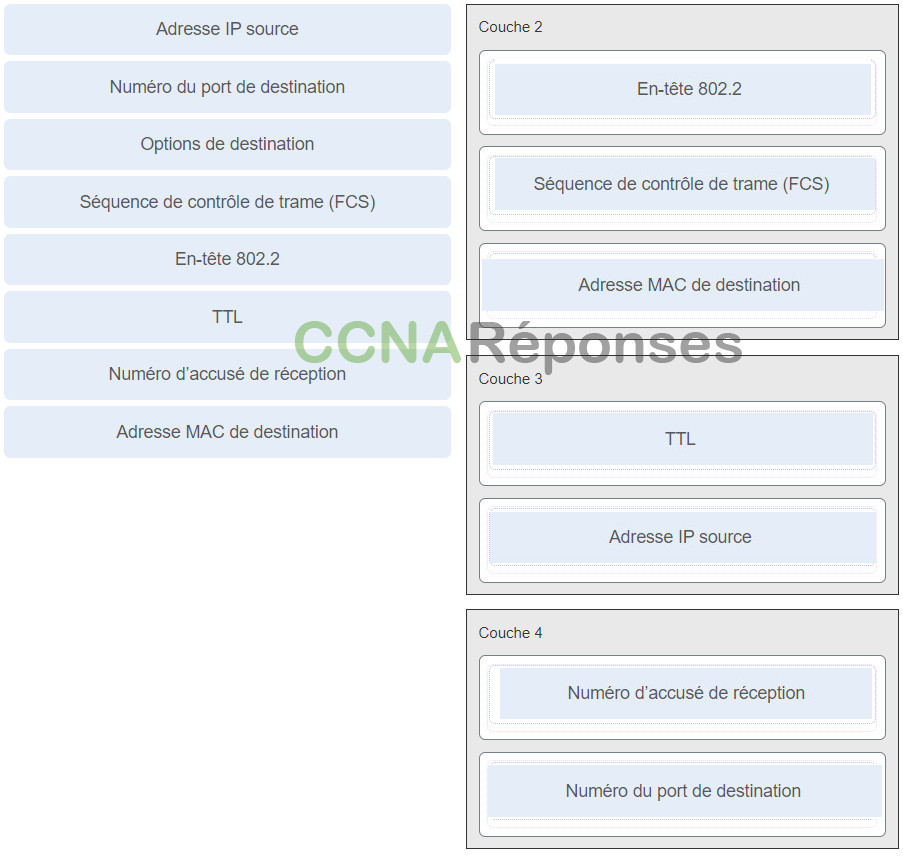 Adresse IP source
Numéro du port de destination
Options de destination
Séquence de contrôle de trame (FCS)
En-tête 802.2
TTL
Numéro d’accusé de réception
Adresse MAC de destination
Couche 2
En-tête 802.2
Séquence de contrôle de trame (FCS)
Adresse MAC de destination
CCNARéponses
Couche 3
TTL
Adresse IP source
Couche 4
Numéro d’accusé de réception
Numéro du port de destination